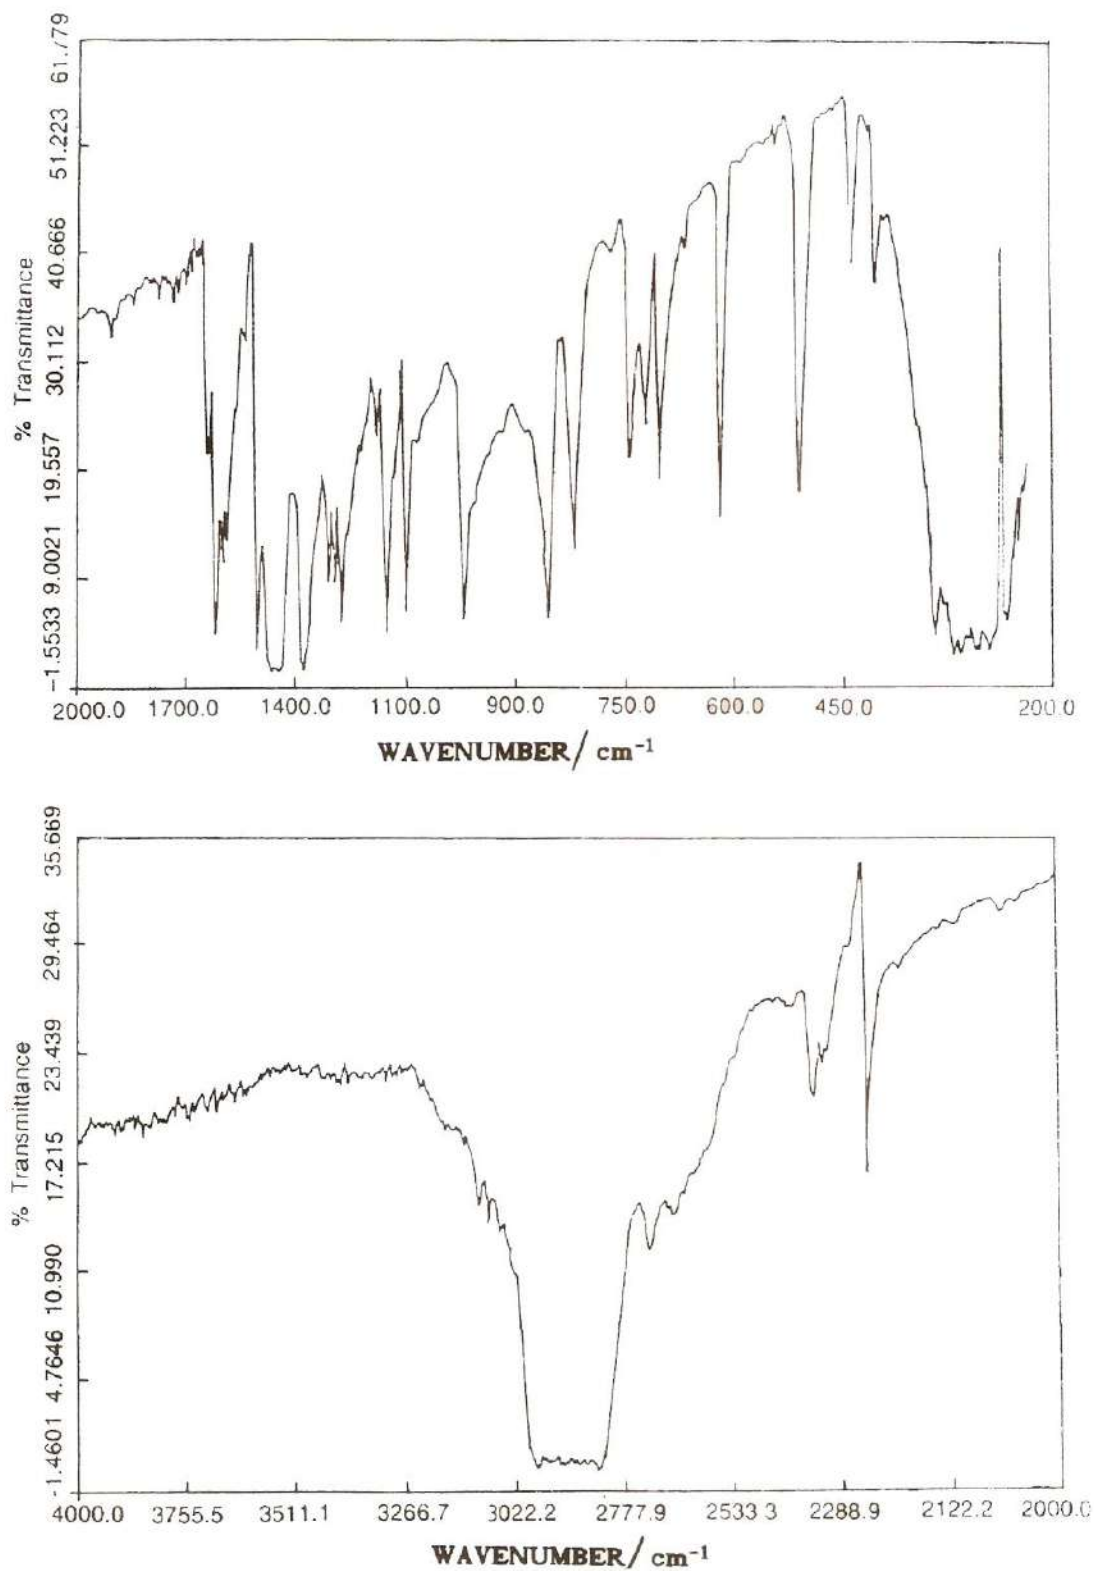 61.779
51.223
40.666
30.112
19.557
9.0021
-1.5533
% Transmittance
2000.0 1700.0 1400.0 1100.0 900.0 750.0 600.0 450.0 200.0
WAVENUMBER/ cm-1
35.669
29.464
23.439
17.215
10.990
4.7646
-1.4601
% Transmittance
4000.0 3755.5 3511.1 3266.7 3022.2 2777.9 2533.3 2288.9 2122.2 2000.0
WAVENUMBER/ cm-1